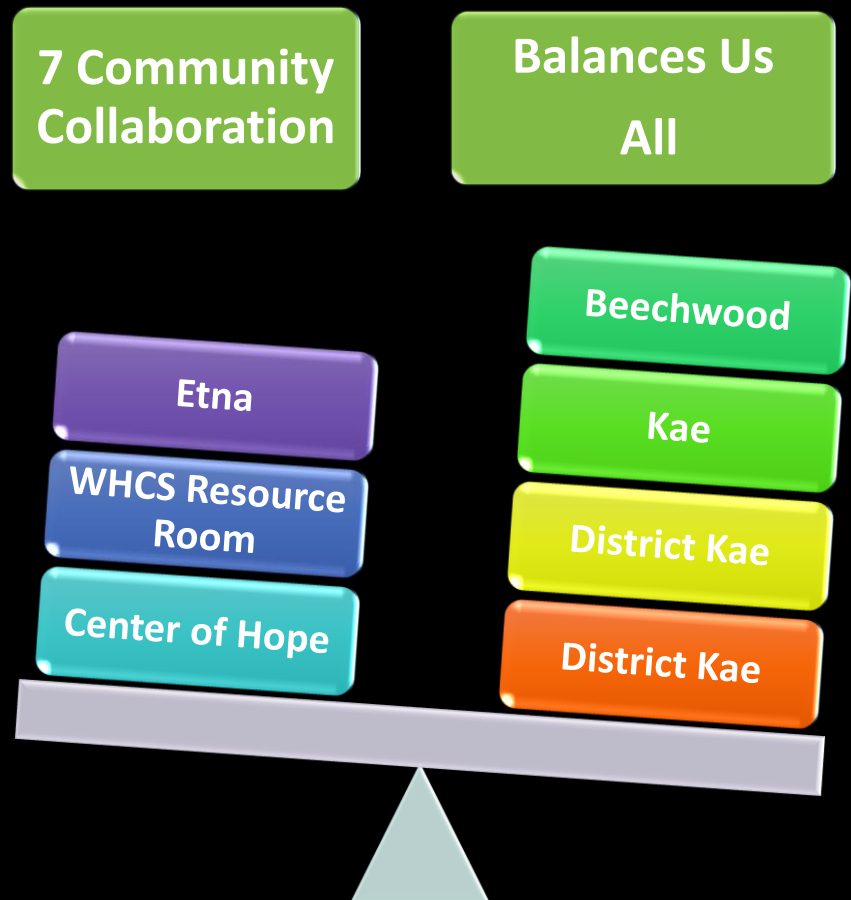 7 Community
Collaboration
Balances Us
All
Etna
WHCS Resource
Room
Center of Hope
Beechwood
Kae
District Kae
District Kae